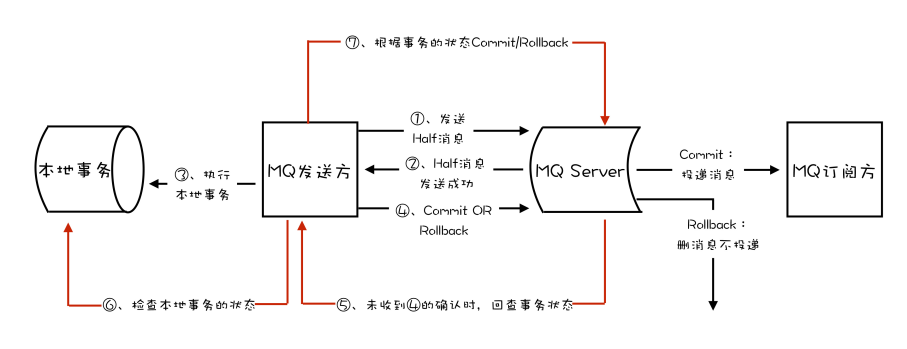 ⑦、根据事务的状态Commit/Rollback
①、发送
Half消息
②、Half消息
发送成功
③、执行
本地事务
④、Commit OR
Rollback
本地事务
MQ发送方
MQ Server
Commit：
投递消息
MQ订阅方
Rollback：
删消息不投递
⑥、检查本地事务的状态
⑤、未收到④的确认时，回查事务状态